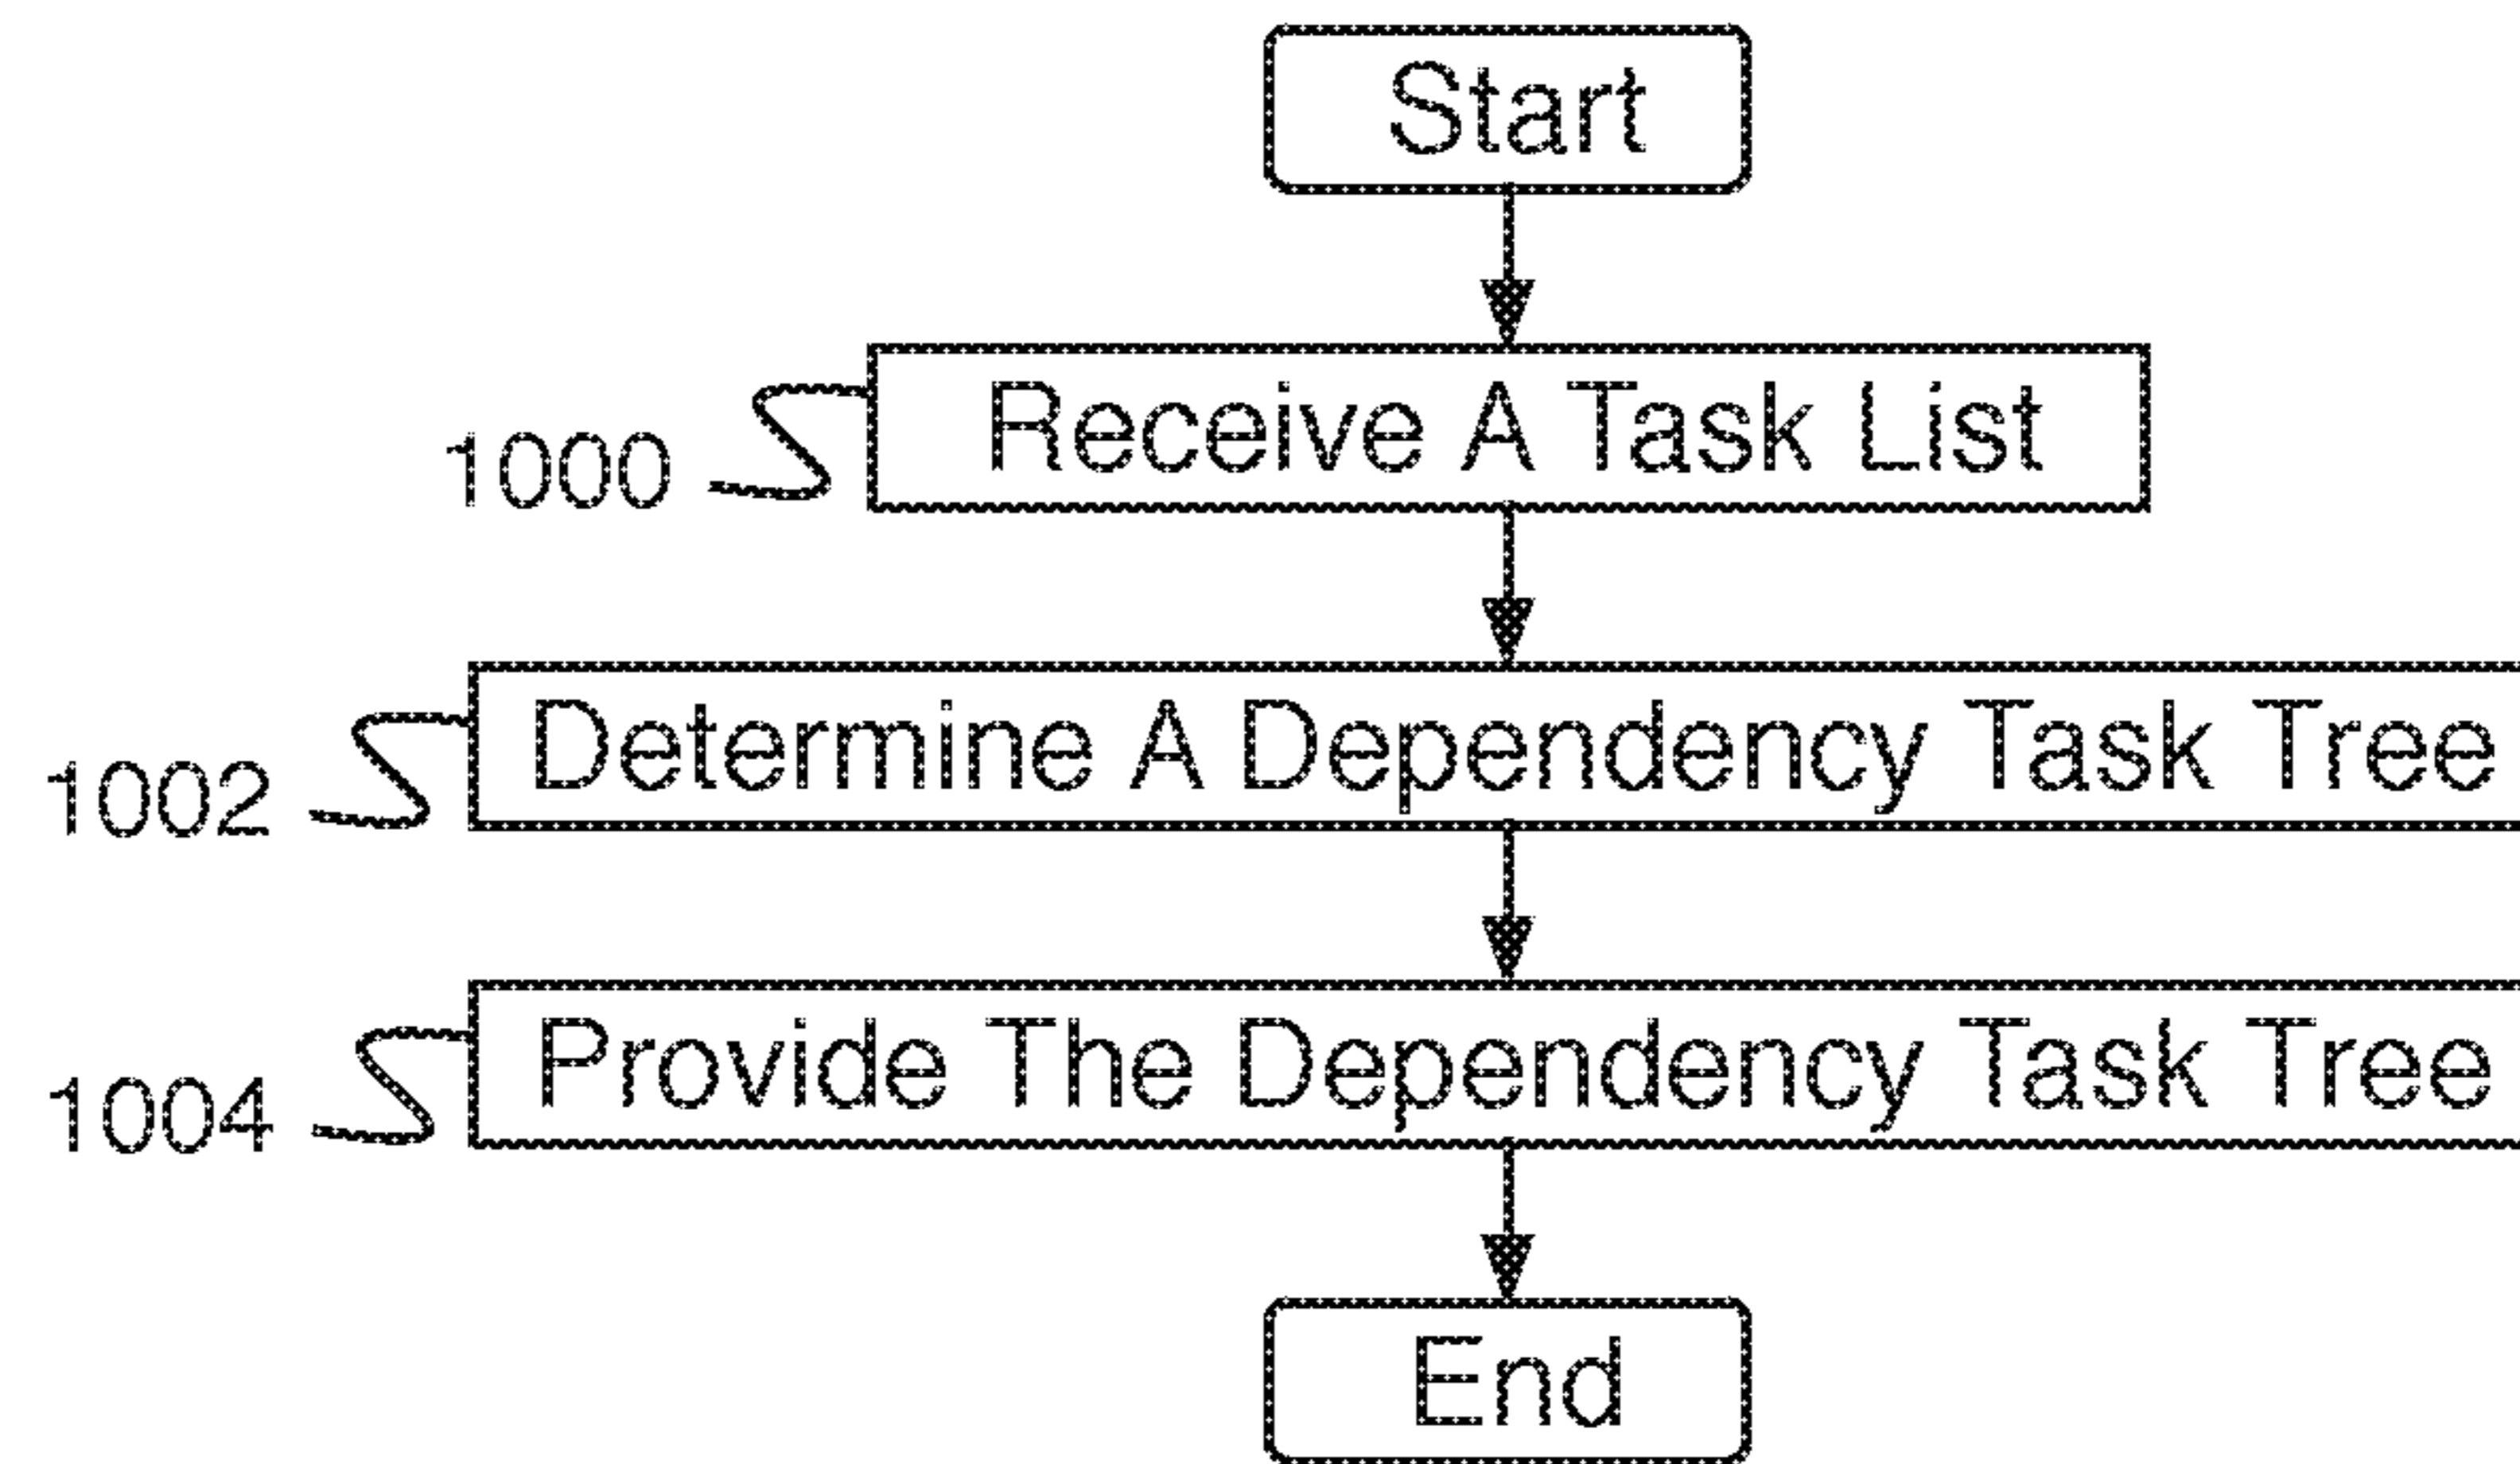 Start
1000 Receive A Task List
1002 Determine A Dependency Task Tree
1004 Provide The Dependency Task Tree
End